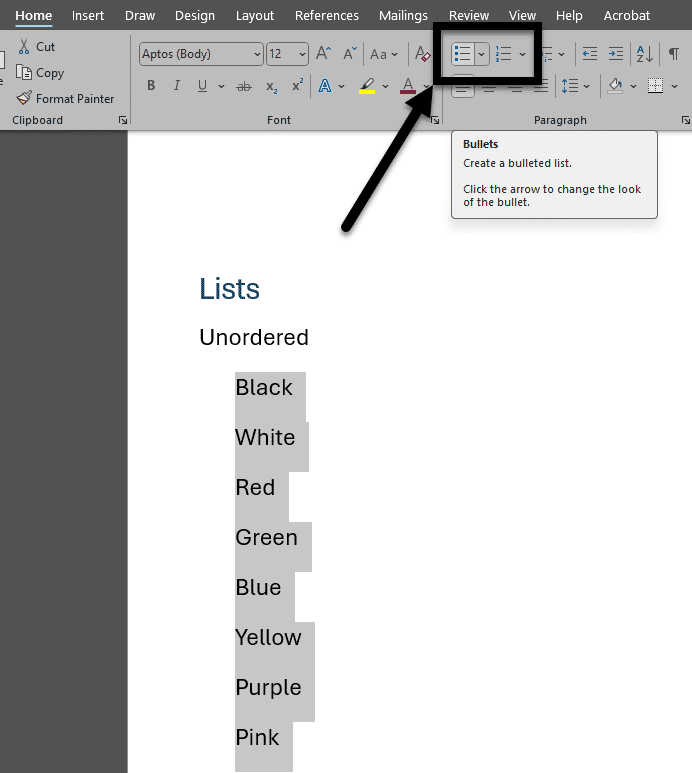 Home Insert Draw Design Layout References Mailings Review View Help Acrobat
Cut
Copy
Format Painter
Clipboard
Aptos (Body) 12 A A Aa A
B I U ab x₂ x² A A
Font
Paragraph
Bullets
Create a bulleted list.
Click the arrow to change the look
of the bullet.
Lists
Unordered
Black
White
Red
Green
Blue
Yellow
Purple
Pink